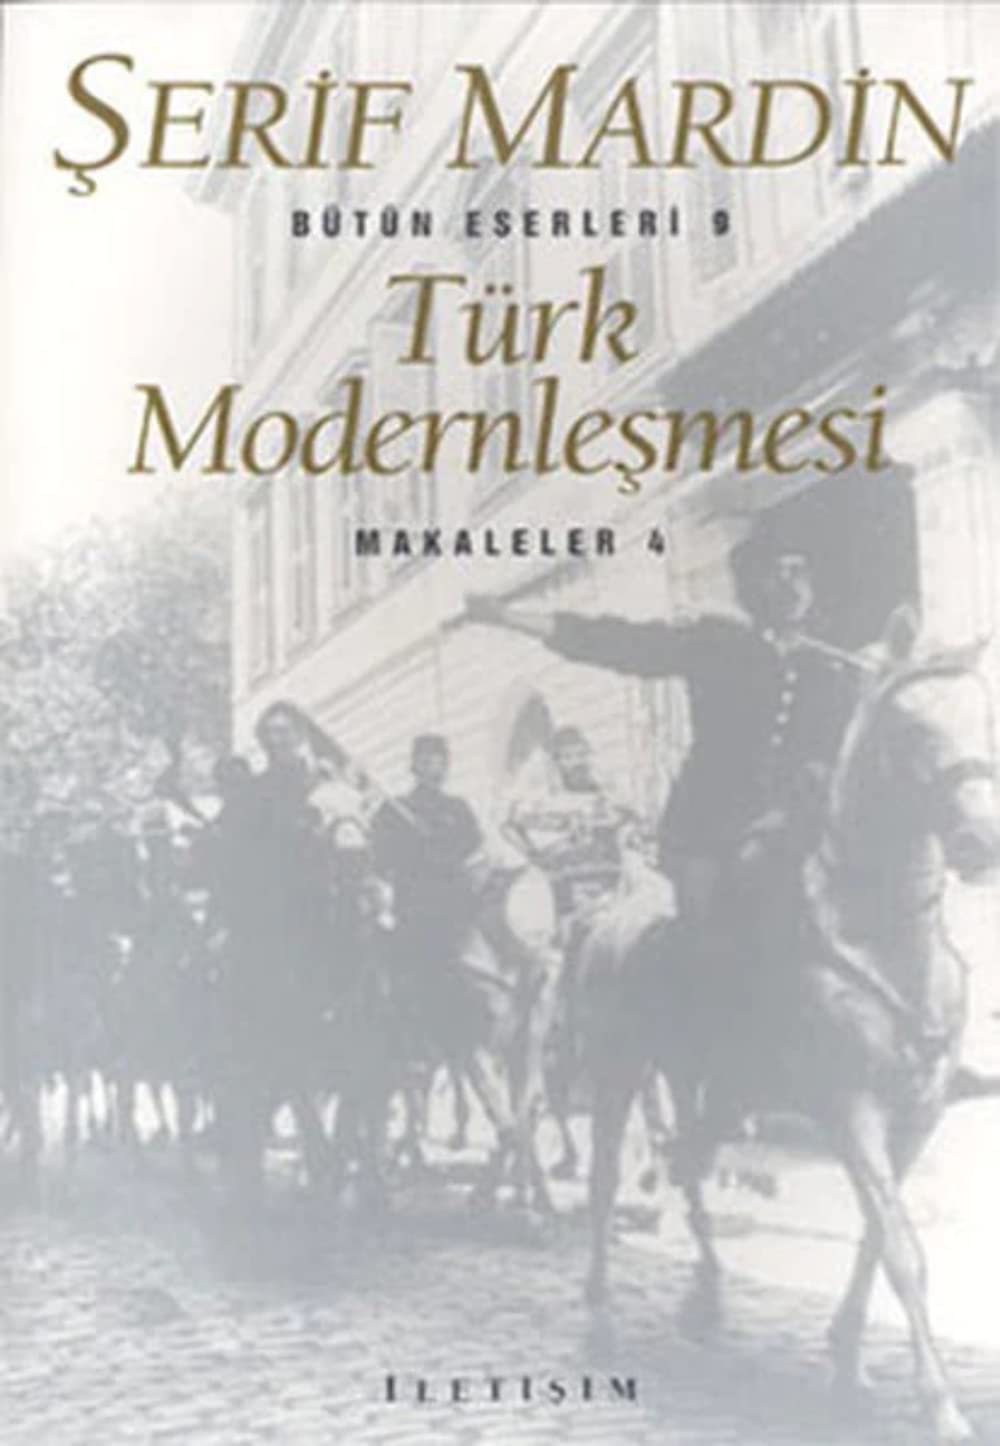 ŞERİF MARDİN
BÜTÜN ESERLERİ 9
Türk
Modernleşmesi
MAKALELER 4
İLETİŞİM